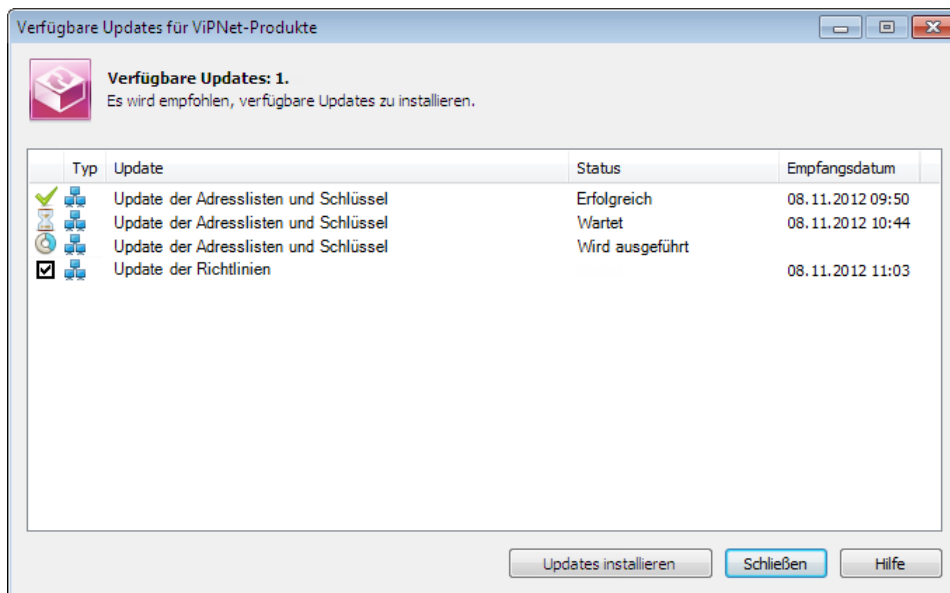 Verfügbare Updates für ViPNet-Produkte
Verfügbare Updates: 1.
Es wird empfohlen, verfügbare Updates zu installieren.
Typ Update Status Empfangsdatum
Update der Adresslisten und Schlüssel Erfolgreich 08.11.2012 09:50
Update der Adresslisten und Schlüssel Wartet 08.11.2012 10:44
Update der Adresslisten und Schlüssel Wird ausgeführt
Update der Richtlinien 08.11.2012 11:03
Updates installieren Schließen Hilfe